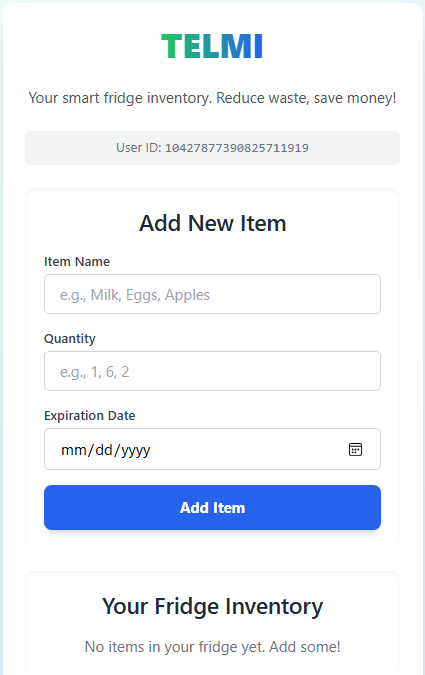 TELMI
Your smart fridge inventory. Reduce waste, save money!
User ID: 10427877390825711919
Add New Item
Item Name
e.g., Milk, Eggs, Apples
Quantity
e.g., 1, 6, 2
Expiration Date
mm/dd/yyyy
Add Item
Your Fridge Inventory
No items in your fridge yet. Add some!